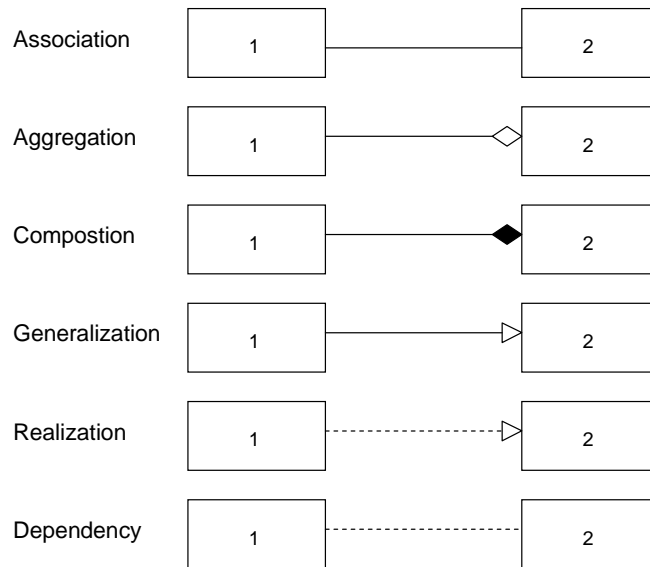 Association 1 2
Aggregation 1 2
Compostion 1 2
Generalization 1 2
Realization 1 2
Dependency 1 2